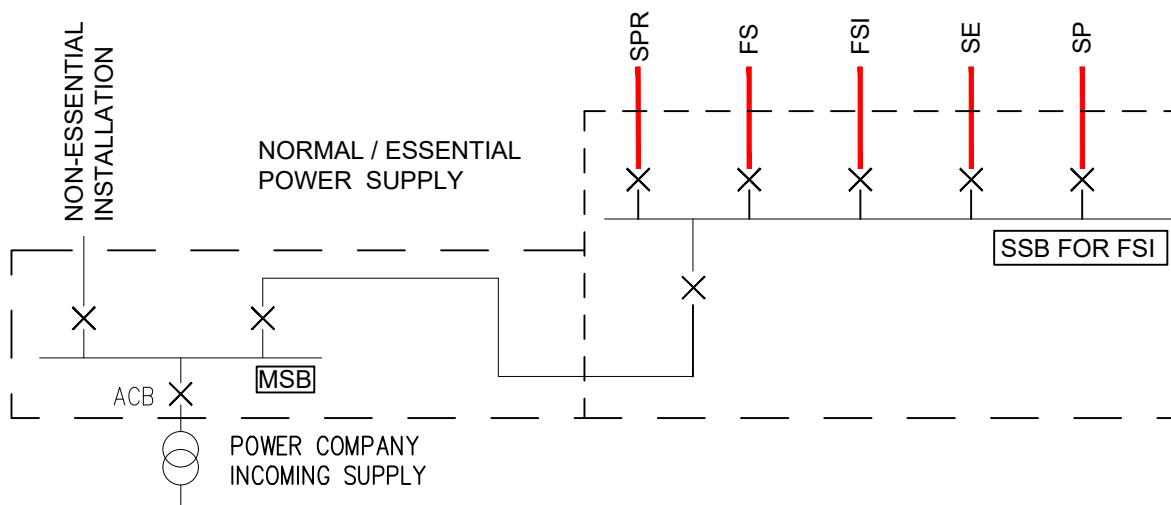 SPR
FS
FSI
SE
SP
NON-ESSENTIAL
INSTALLATION
NORMAL / ESSENTIAL
POWER SUPPLY
SSB FOR FSI
MSB
ACB
POWER COMPANY
INCOMING SUPPLY